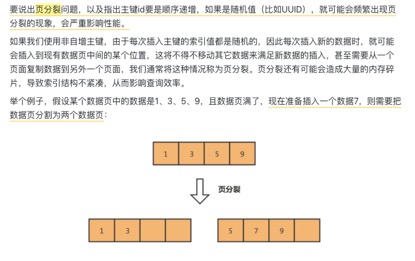 要说出页分裂问题，以及指出主键id要是顺序递增，如果是随机值（比如UUID），就可能会频繁出现页
分裂的现象，会严重影响性能。
如果我们使用非自增主键，由于每次插入主键的索引值都是随机的，因此每次插入新的数据时，就可能
会插入到现有数据页中间的某个位置，这将不得不移动其它数据来满足新数据的插入，甚至需要从一个
页面复制数据到另外一个页面，我们通常将这种情况称为页分裂。页分裂还有可能会造成大量的内存碎
片，导致索引结构不紧凑，从而影响查询效率。
举个例子，假设某个数据页中的数据是1、3、5、9，且数据页满了，现在准备插入一个数据7，则需要把
数据页分割为两个数据页：
1 3 5 9
页分裂
1 3 5 7 9